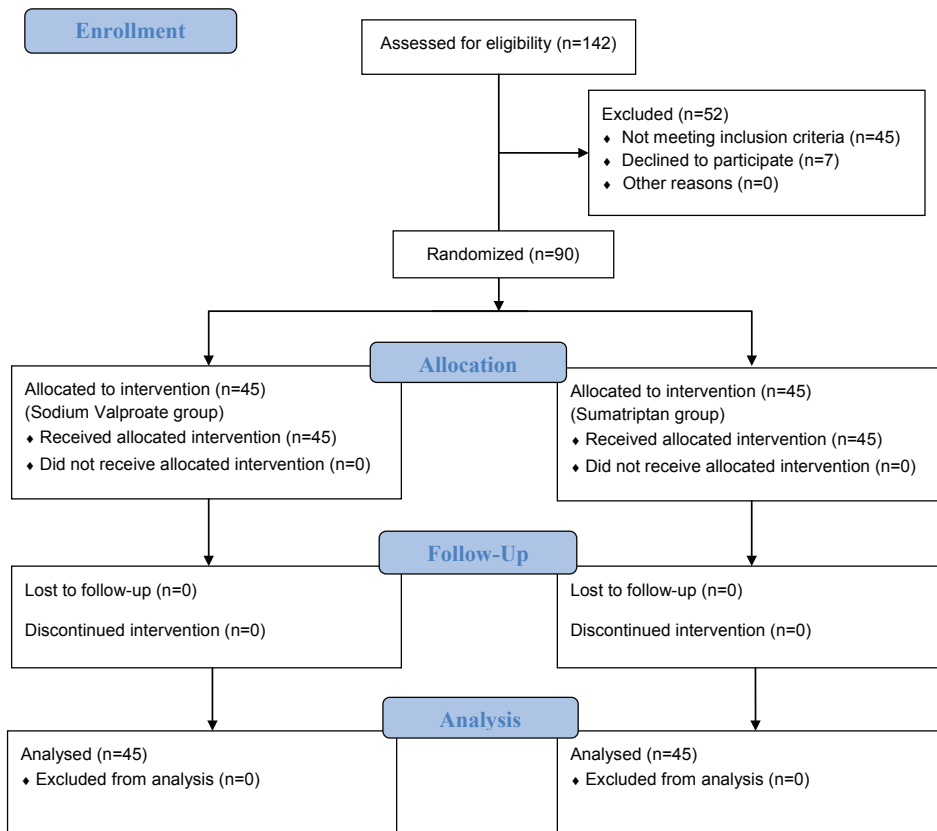 Enrollment
Assessed for eligibility (n=142)
Excluded (n=52)
♦ Not meeting inclusion criteria (n=45)
♦ Declined to participate (n=7)
♦ Other reasons (n=0)
Randomized (n=90)
Allocation
Allocated to intervention (n=45)
(Sodium Valproate group)
♦ Received allocated intervention (n=45)
♦ Did not receive allocated intervention (n=0)
Allocated to intervention (n=45)
(Sumatriptan group)
♦ Received allocated intervention (n=45)
♦ Did not receive allocated intervention (n=0)
Follow-Up
Lost to follow-up (n=0)
Discontinued intervention (n=0)
Lost to follow-up (n=0)
Discontinued intervention (n=0)
Analysis
Analysed (n=45)
♦ Excluded from analysis (n=0)
Analysed (n=45)
♦ Excluded from analysis (n=0)